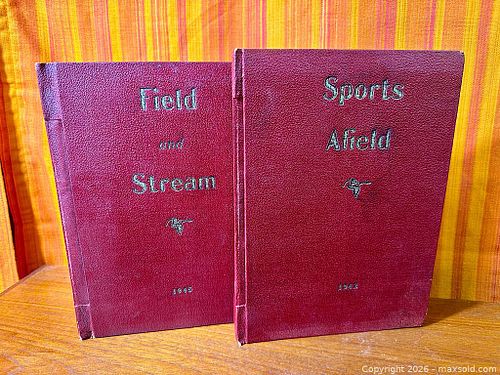 Field
and
Stream
Sports
Afield
Copyright 2026 - maxsold.com